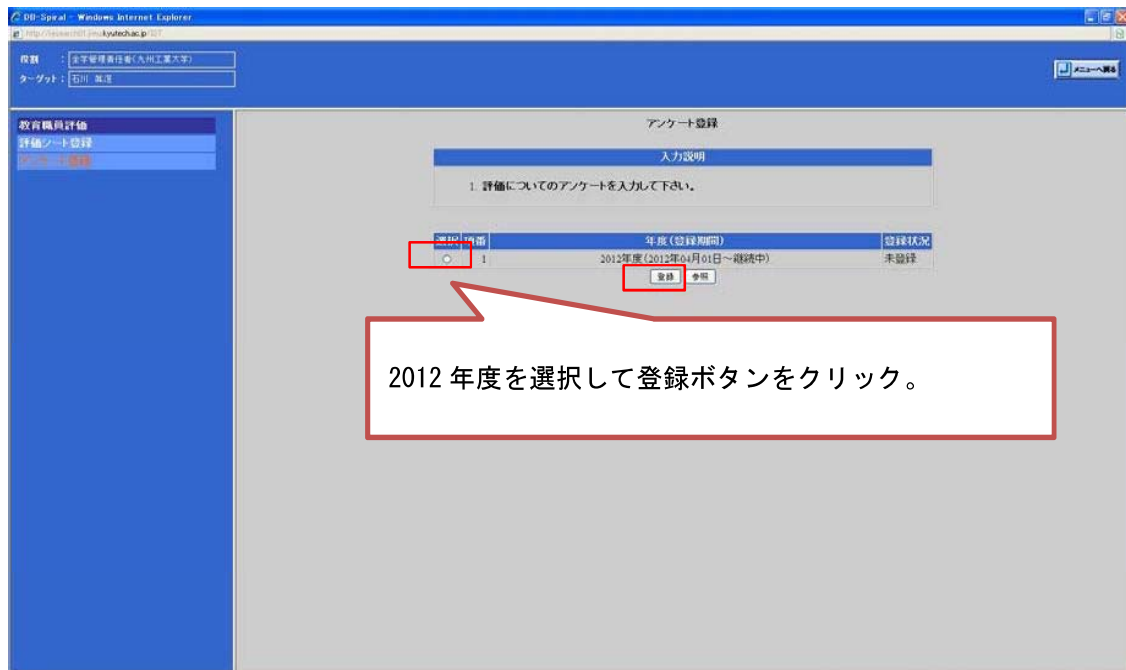 DB-Spiral - Windows Internet Explorer
役割 : 全学管理責任者(九州工業大学)
ターゲット : 石川
メニューへ戻る
教育職員評価
評価シート登録
アンケート登録
アンケート登録
入力説明
1. 評価についてのアンケートを入力して下さい。
選択 項番 年度(登録期間) 登録状況
1 2012年度(2012年04月01日～継続中) 未登録
登録 参照
2012 年度を選択して登録ボタンをクリック。